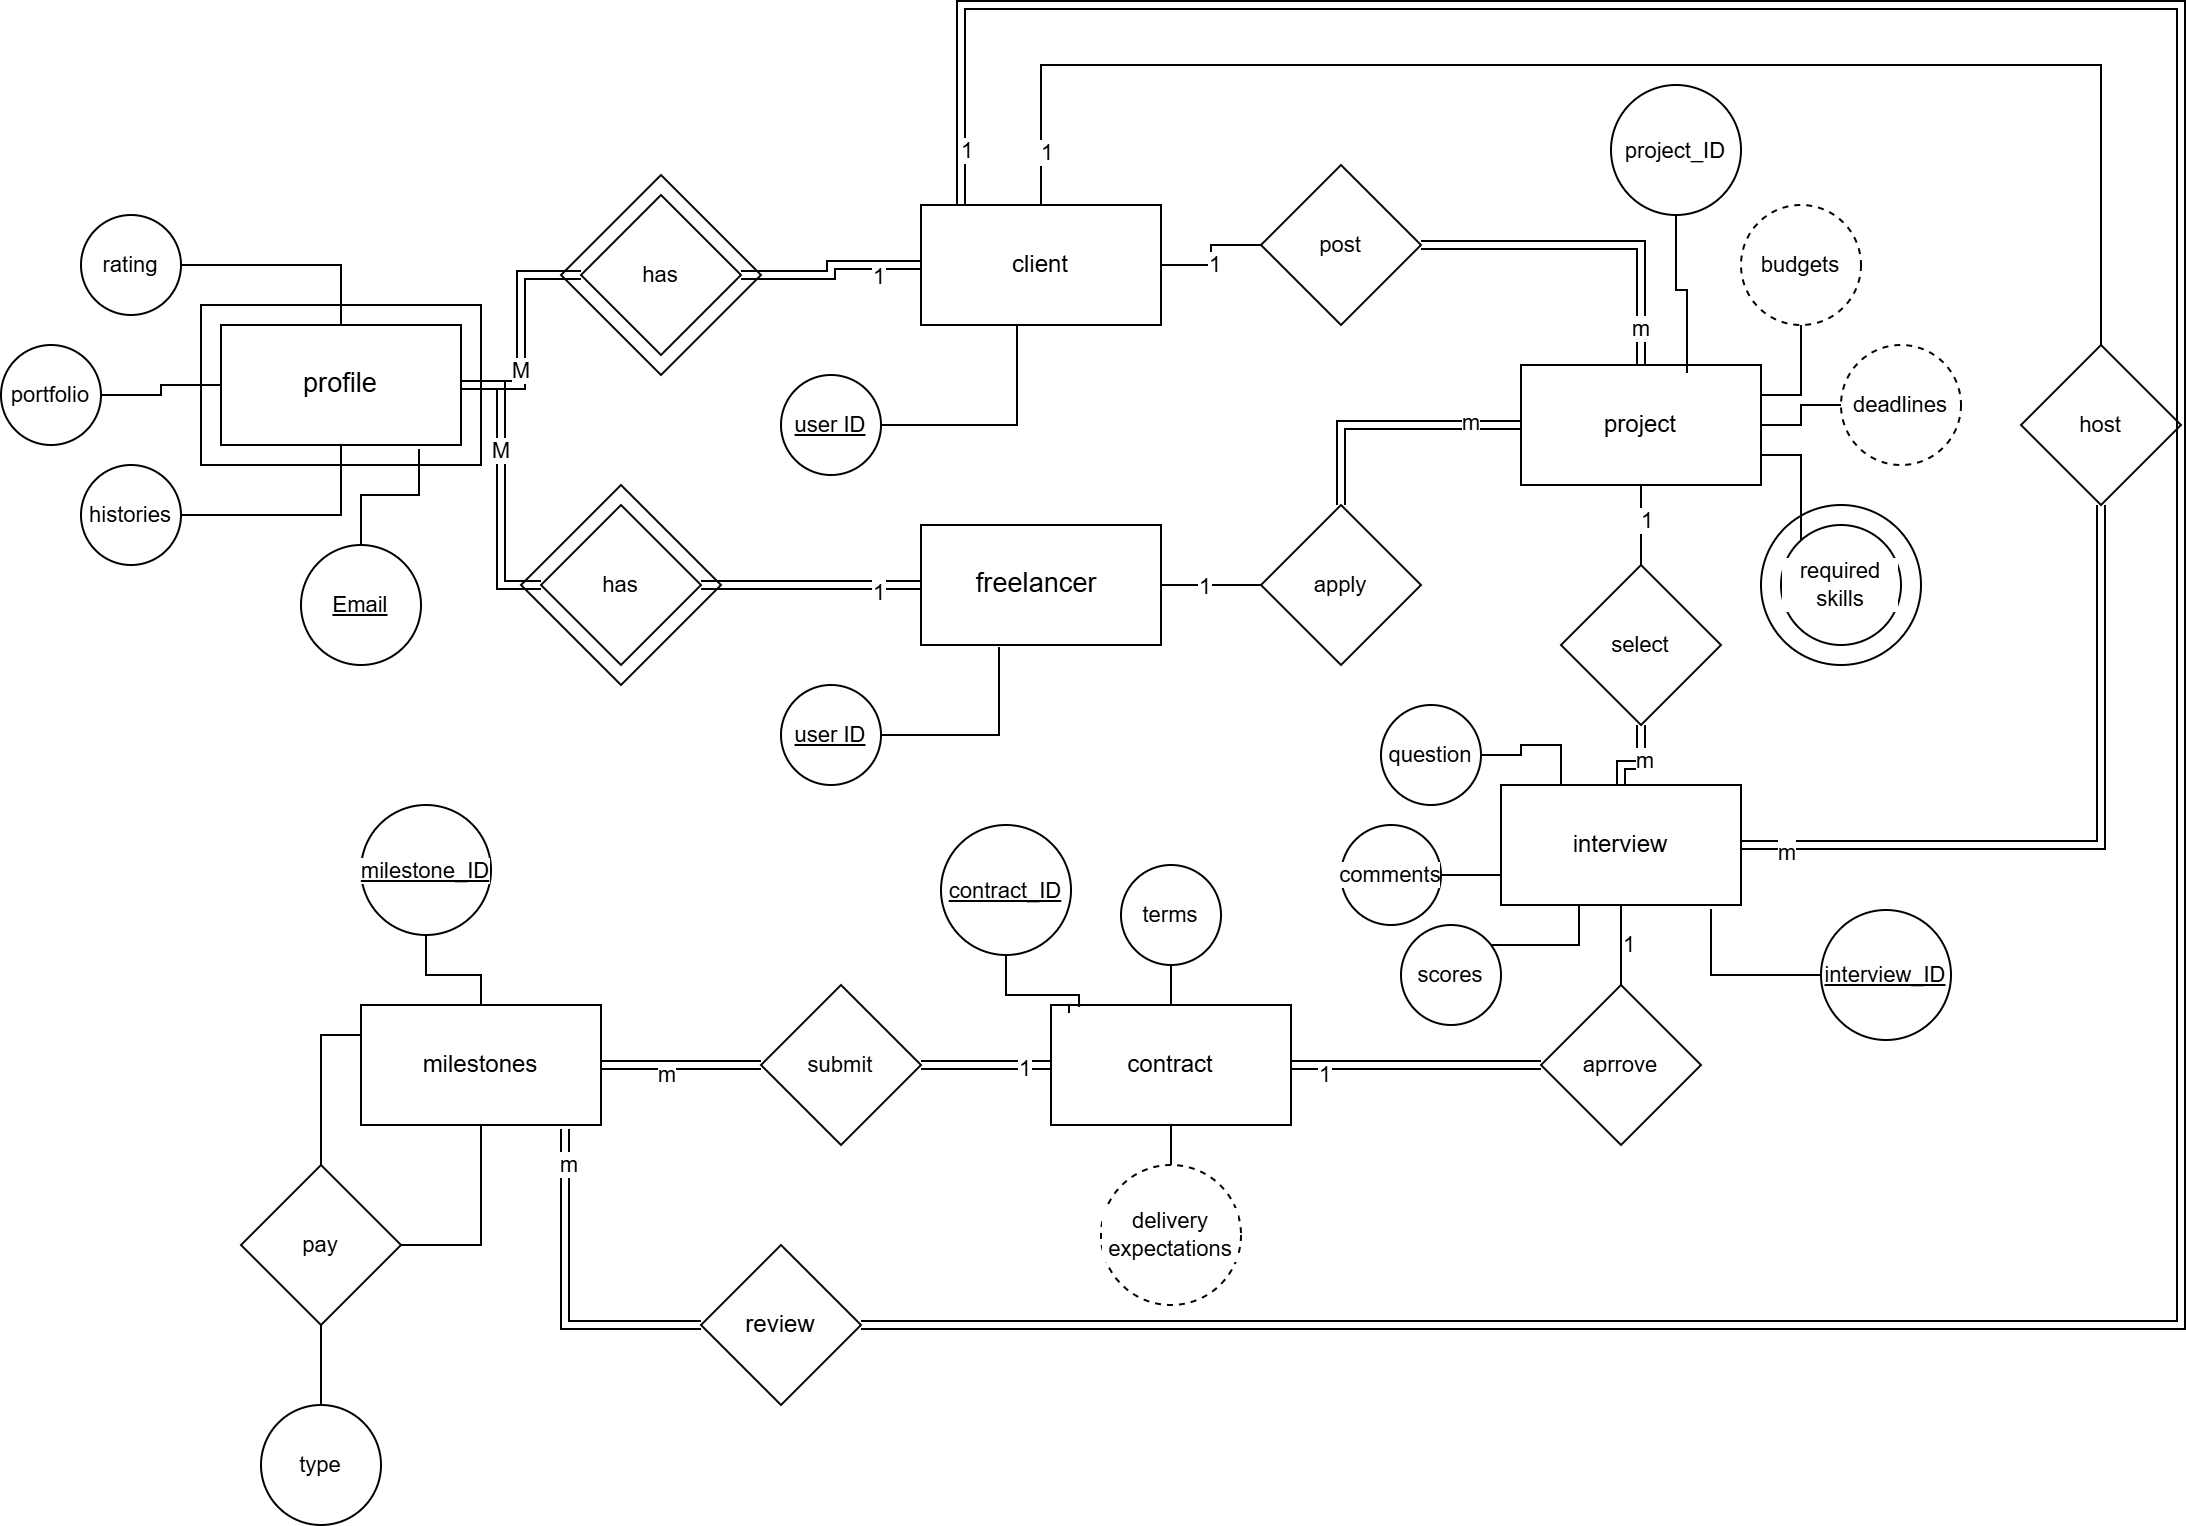 1
1
project_ID
post
rating
has
client
1
1
budgets
m
M
profile
portfolio
deadlines
m
user ID
project
host
M
histories
1
required
skills
has
1
freelancer
1
apply
Email
select
user ID
question
m
interview
m
milestone_ID
contract_ID
comments
terms
1
scores
interview_ID
milestones
m
submit
1
contract
1
aprrove
m
delivery
expectations
pay
review
type